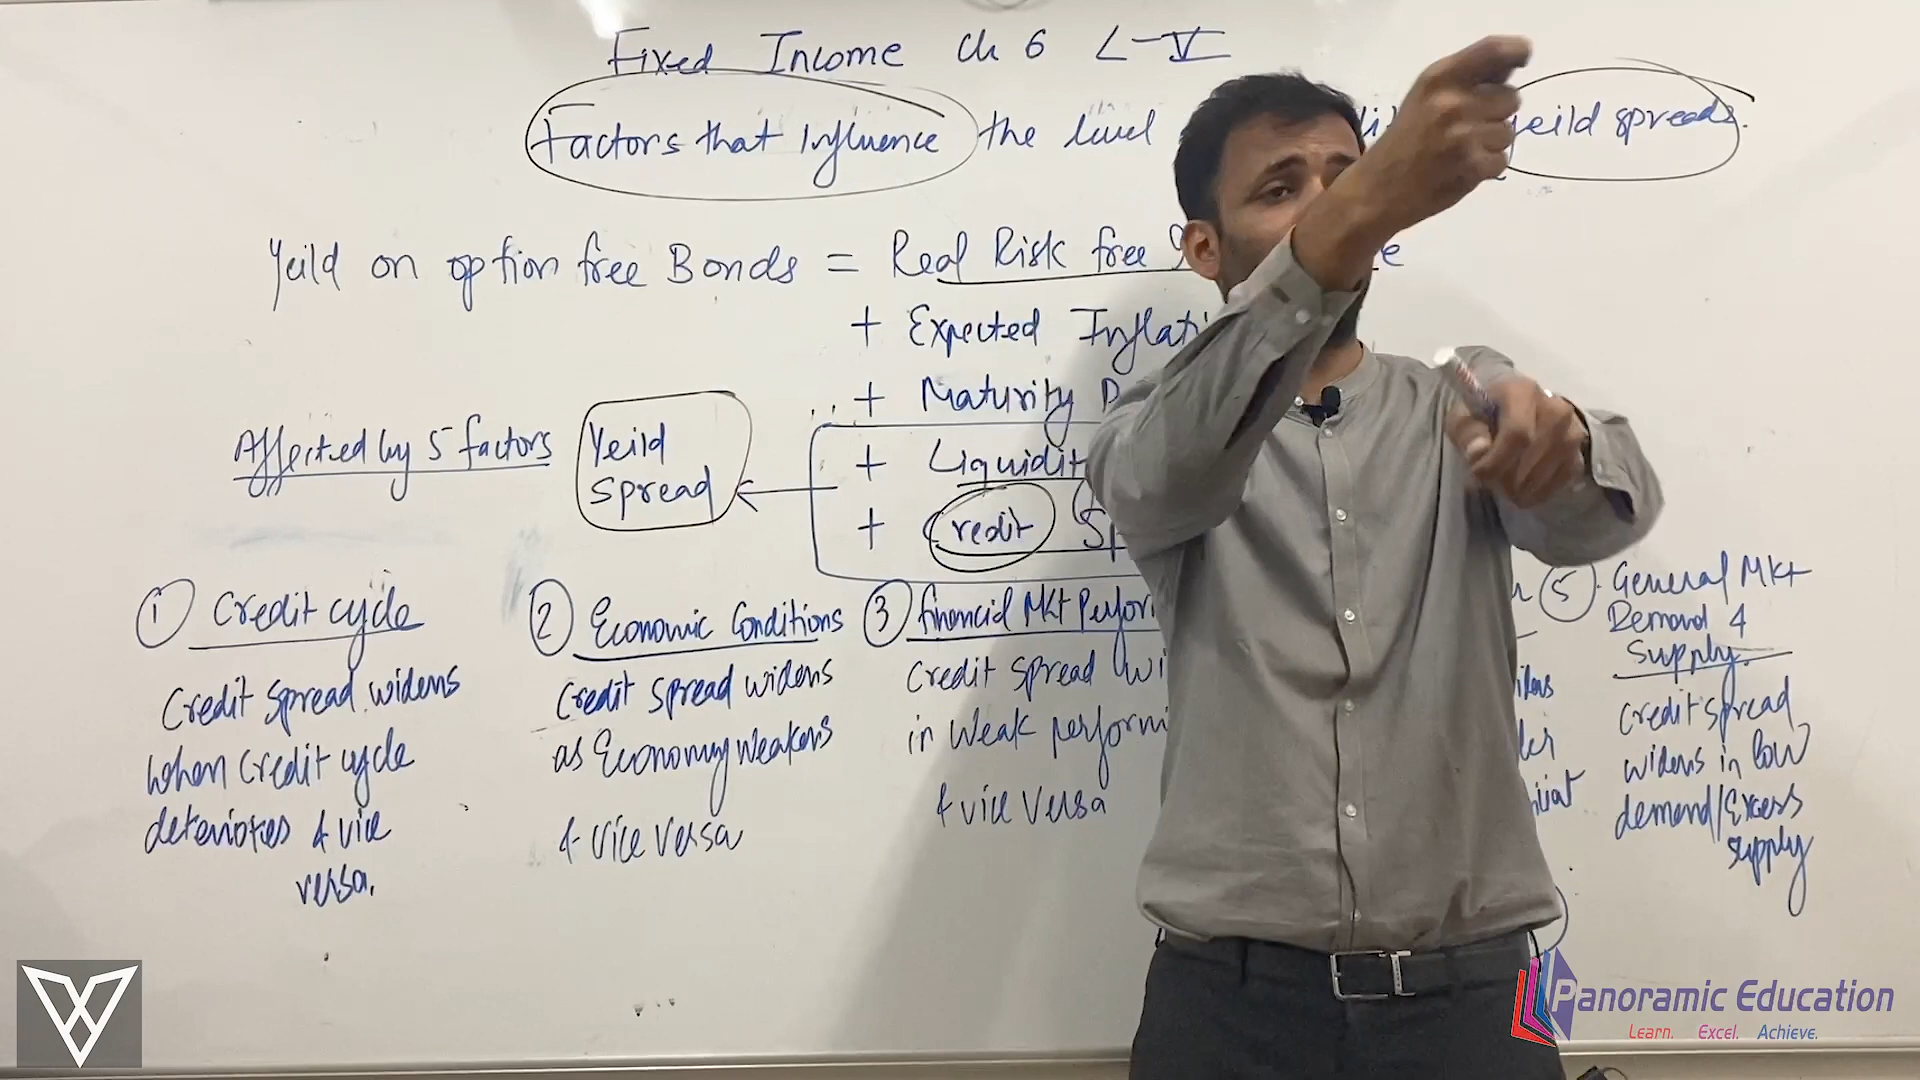 Fixed Income Ch 6 L-V
Factors that Influence the level yeild spreads.
Yeild on option free Bonds = Real Risk free
+ Expected Inflati
+ Maturity
+ Liquidit
+ Credit Sp
Affected by 5 factors
Yeild
Spread
① Credit cycle
Credit spread widens
when credit cycle
& vice
versa.
② Economic Conditions
Credit spread widens
as Economy weakens
& vice versa
③ Mkt Perfor
Credit spread wi
in weak performi
& vice versa
⑤ General Mkt
Demand &
Supply.
Credit spread
widens in low
demand/Excess
supply
Panoramic Education
Learn. Excel. Achieve.